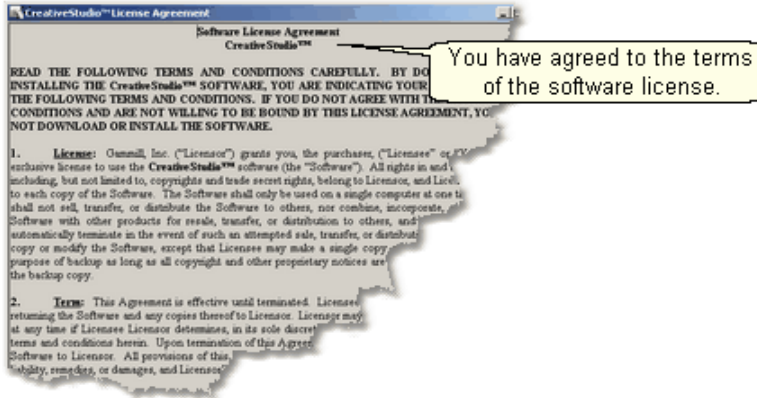 CreativeStudio™ License Agreement
Software License Agreement
CreativeStudio™
You have agreed to the terms
of the software license.
READ THE FOLLOWING TERMS AND CONDITIONS CAREFULLY. BY DO
INSTALLING THE CreativeStudio™ SOFTWARE, YOU ARE INDICATING YOUR
THE FOLLOWING TERMS AND CONDITIONS. IF YOU DO NOT AGREE WITH TH
CONDITIONS AND ARE NOT WILLING TO BE BOUND BY THIS LICENSE AGREEMENT, YO
NOT DOWNLOAD OR INSTALL THE SOFTWARE.
1. License: Gammill, Inc. ("Licensor") grants you, the purchaser, ("Licensee" or
exclusive license to use the CreativeStudio™ software (the "Software"). All rights in and
including, but not limited to, copyrights and trade secret rights, belong to Licensor, and
to each copy of the Software. The Software shall only be used on a single computer at one
shall not sell, transfer, or distribute the Software to others, nor combine, incorporate,
Software with other products for resale, transfer, or distribution to others, and
automatically terminate in the event of such an attempted sale, transfer, or distribut
copy or modify the Software, except that Licensee may make a single copy
purpose of backup as long as all copyright and other proprietary notices are
the backup copy.
2. Term: This Agreement is effective until terminated. Licensee
returning the Software and any copies thereof to Licensor. Licensor may
at any time if Licensee Licensor determines, in its sole discret
terms and conditions herein. Upon termination of this Agree
Software to Licensor. All provisions of this
liability, remedies, or damages, and Licensor